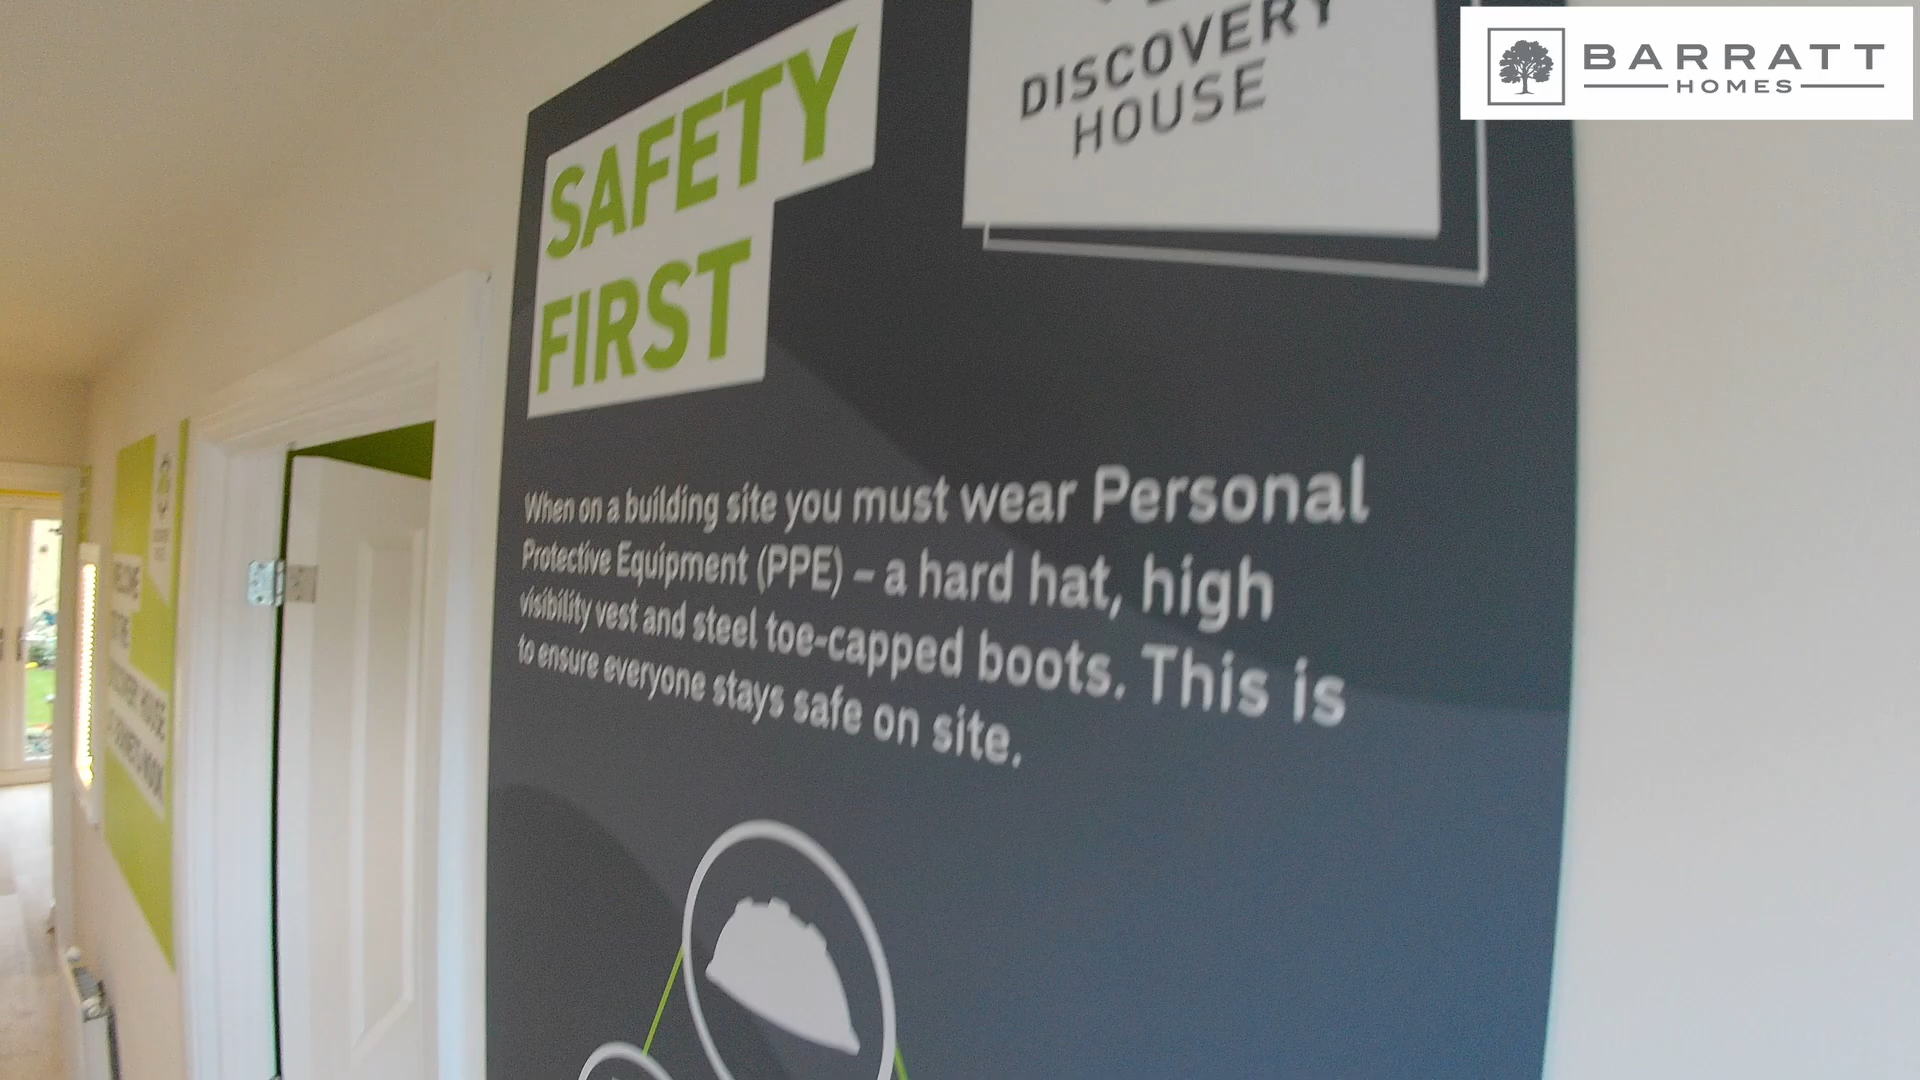 SAFETY
FIRST
DISCOVERY
HOUSE
BARRATT
HOMES
When on a building site you must wear Personal
Protective Equipment (PPE) – a hard hat, high
visibility vest and steel toe-capped boots. This is
to ensure everyone stays safe on site.
HOUSE